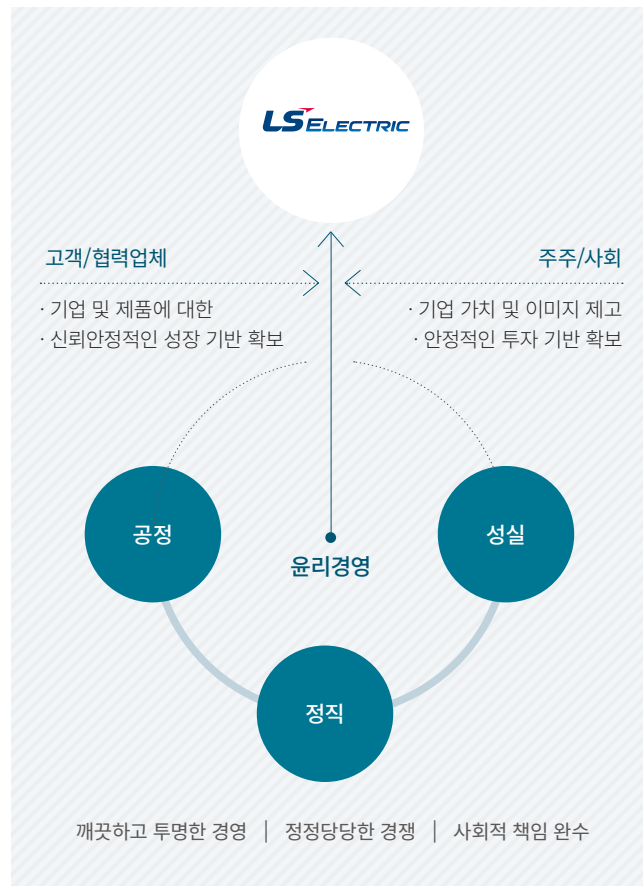 LS ELECTRIC
고객/협력업체
· 기업 및 제품에 대한
· 신뢰안정적인 성장 기반 확보
주주/사회
· 기업 가치 및 이미지 제고
· 안정적인 투자 기반 확보
공정
성실
윤리경영
정직
깨끗하고 투명한 경영 | 정정당당한 경쟁 | 사회적 책임 완수